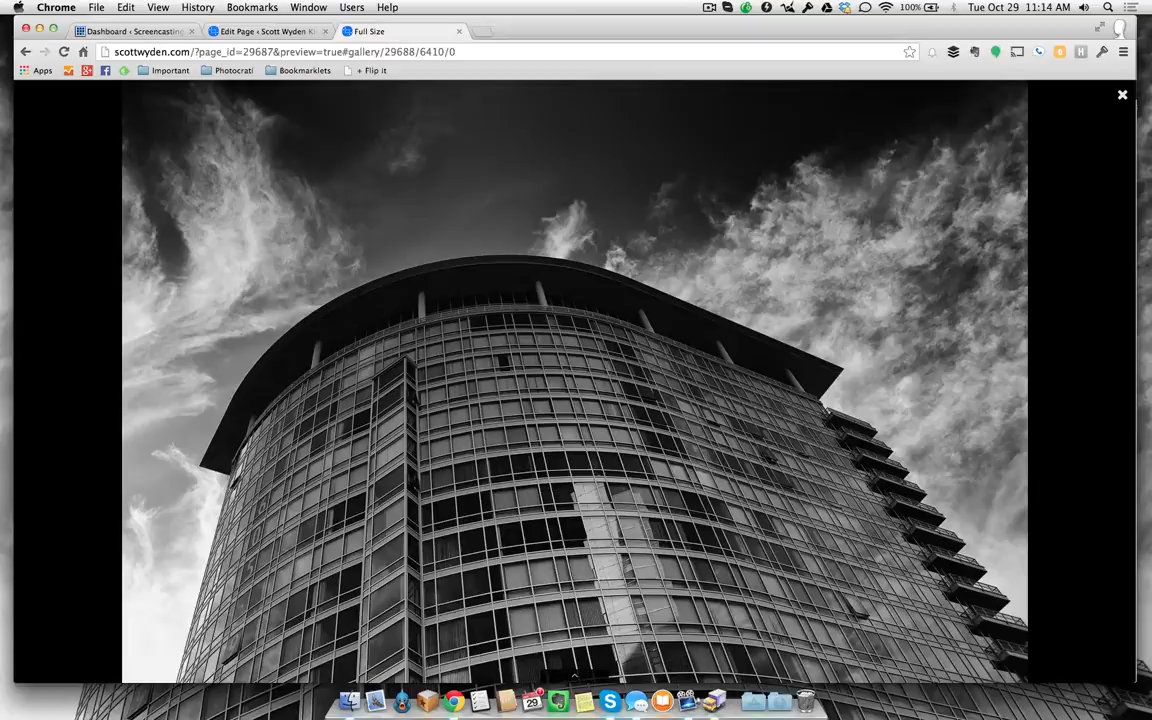 Chrome File Edit View History Bookmarks Window Users Help 100% Tue Oct 29 11:14 AM
Dashboard ‹ Screencasting Edit Page ‹ Scott Wyden Ki Full Size
scottwyden.com/?page_id=29687&preview=true#gallery/29688/6410/0
Apps Important Photocrati Bookmarklets + Flip it
29